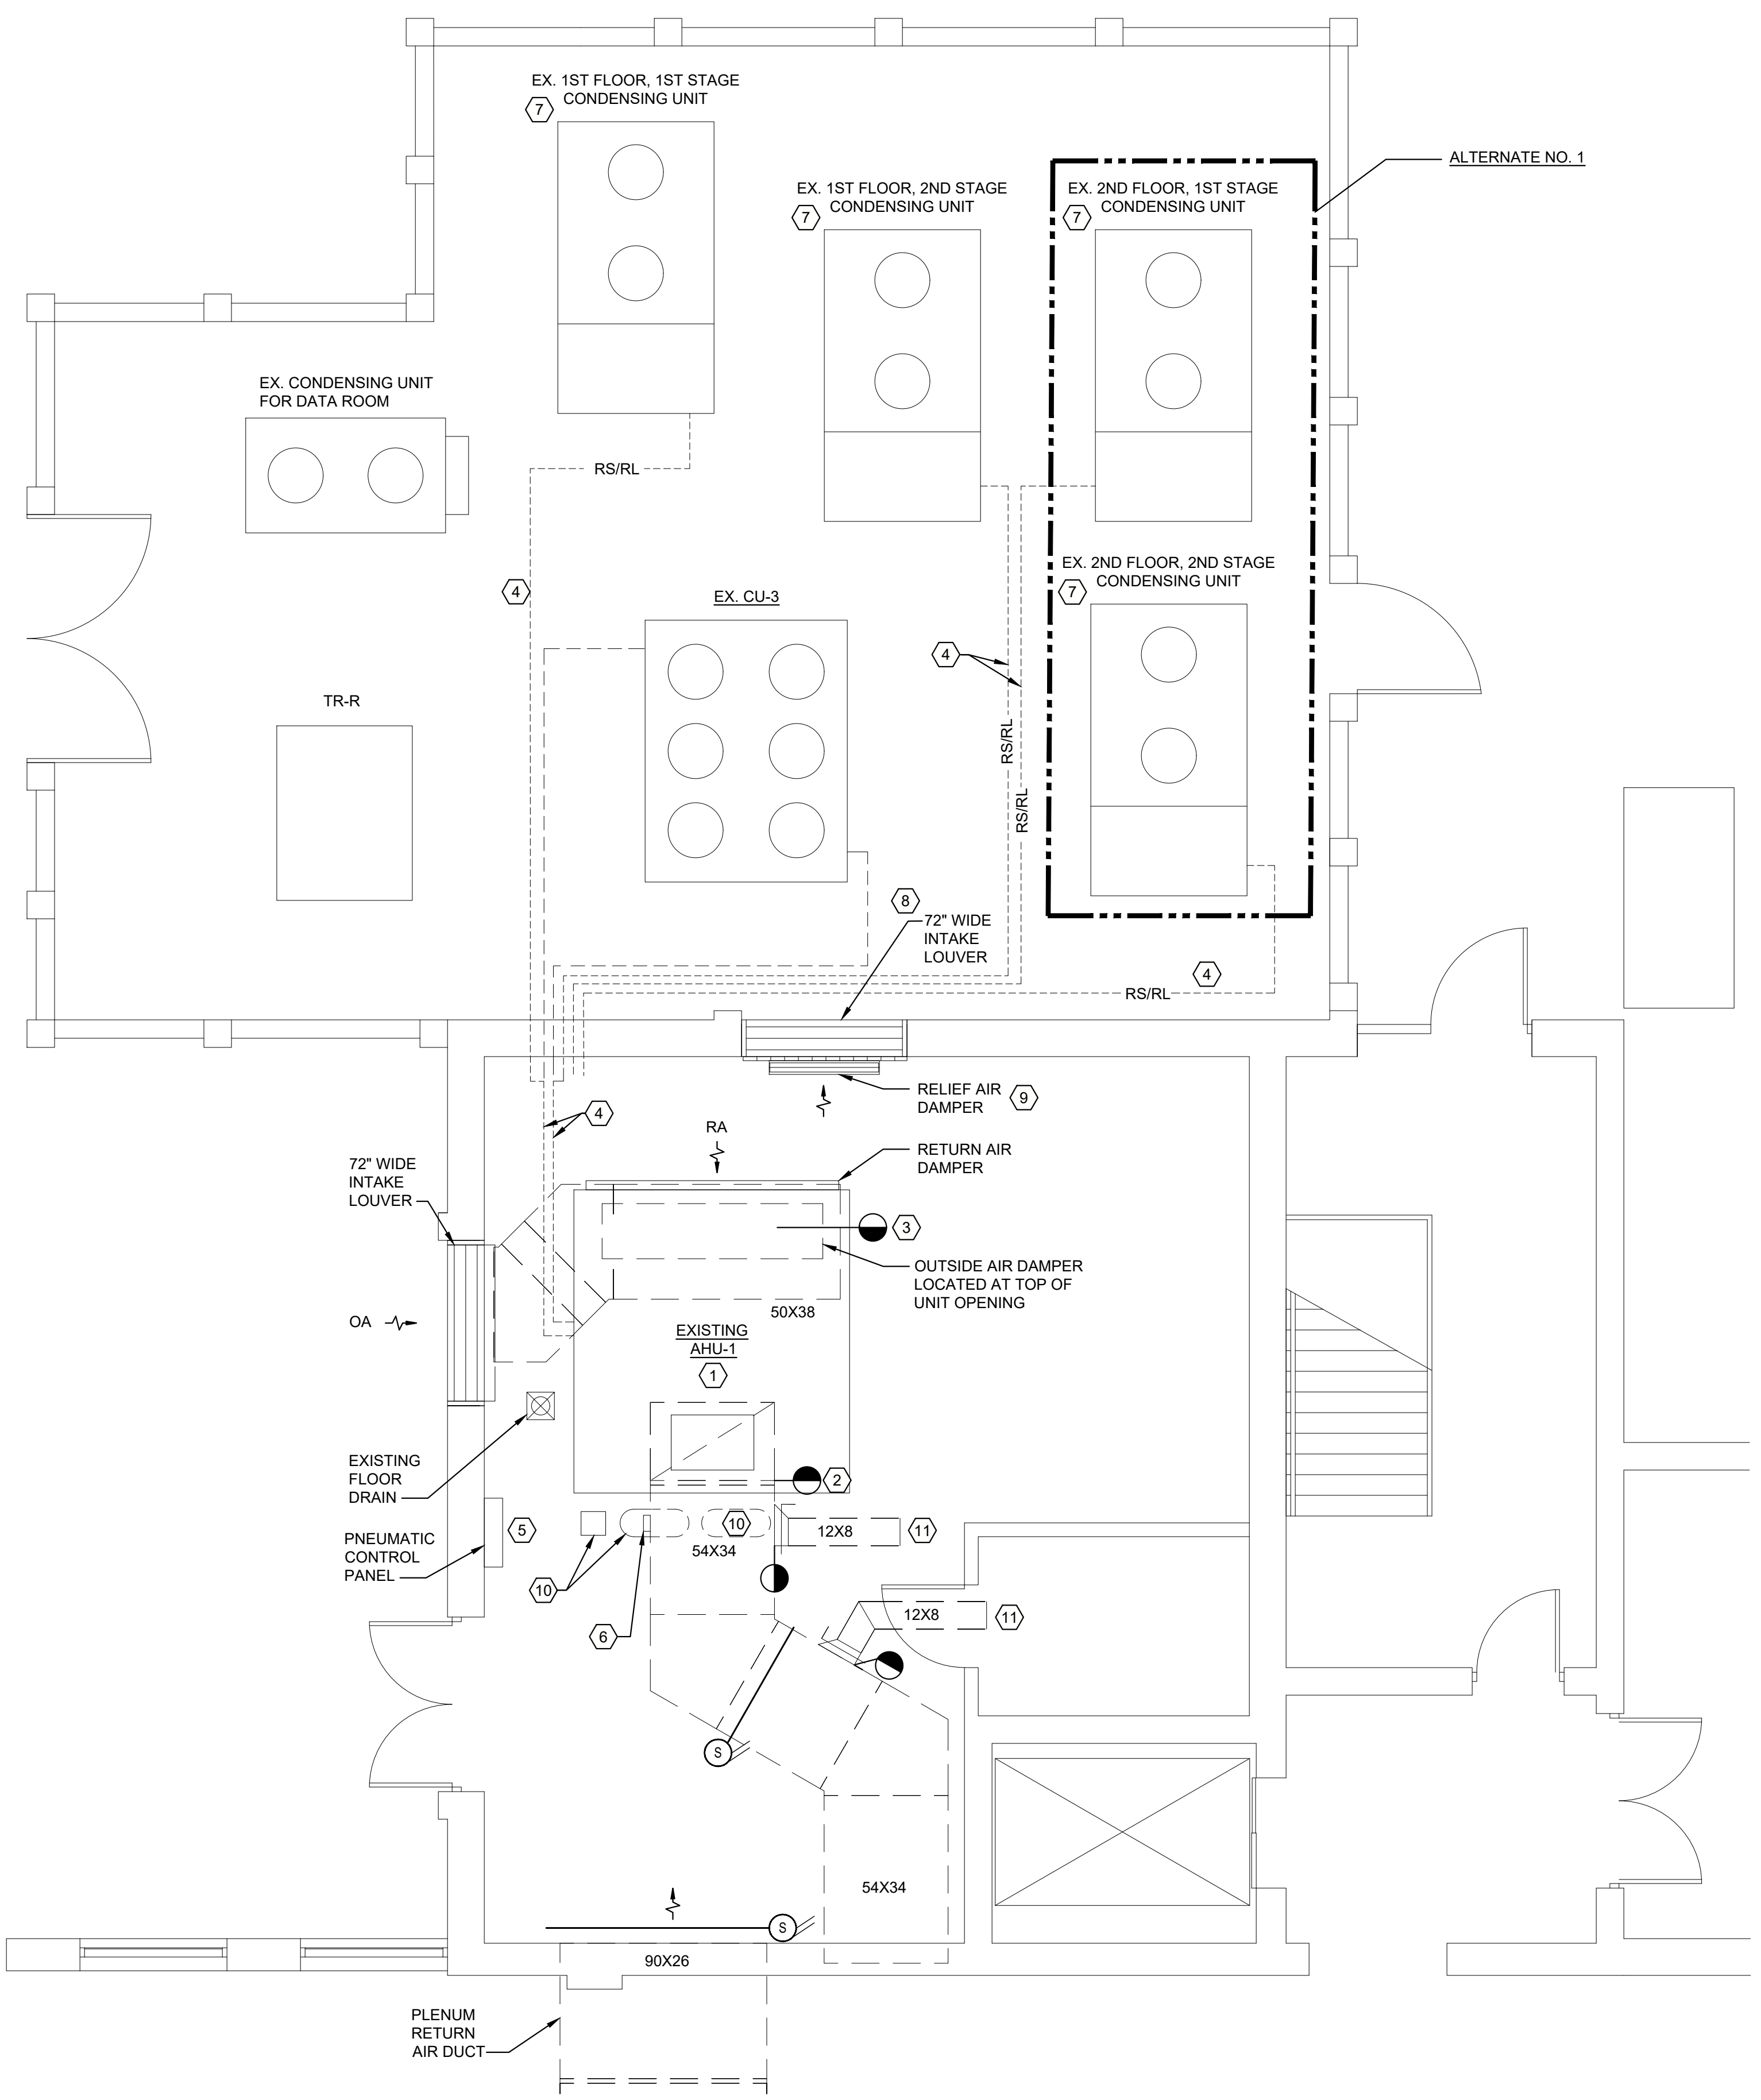 EX. 1ST FLOOR, 1ST STAGE
CONDENSING UNIT
7
ALTERNATE NO. 1
EX. 1ST FLOOR, 2ND STAGE
CONDENSING UNIT
7
EX. 2ND FLOOR, 1ST STAGE
CONDENSING UNIT
7
EX. CONDENSING UNIT
FOR DATA ROOM
RS/RL
4
EX. CU-3
EX. 2ND FLOOR, 2ND STAGE
CONDENSING UNIT
7
4
TR-R
RS/RL
RS/RL
8
72" WIDE
INTAKE
LOUVER
4
RS/RL
RELIEF AIR
DAMPER
9
4
RA
RETURN AIR
DAMPER
72" WIDE
INTAKE
LOUVER
3
OUTSIDE AIR DAMPER
LOCATED AT TOP OF
UNIT OPENING
50X38
OA
EXISTING
AHU-1
1
EXISTING
FLOOR
DRAIN
2
PNEUMATIC
CONTROL
PANEL
5
10
12X8
11
54X34
10
6
12X8
11
S
54X34
S
90X26
PLENUM
RETURN
AIR DUCT